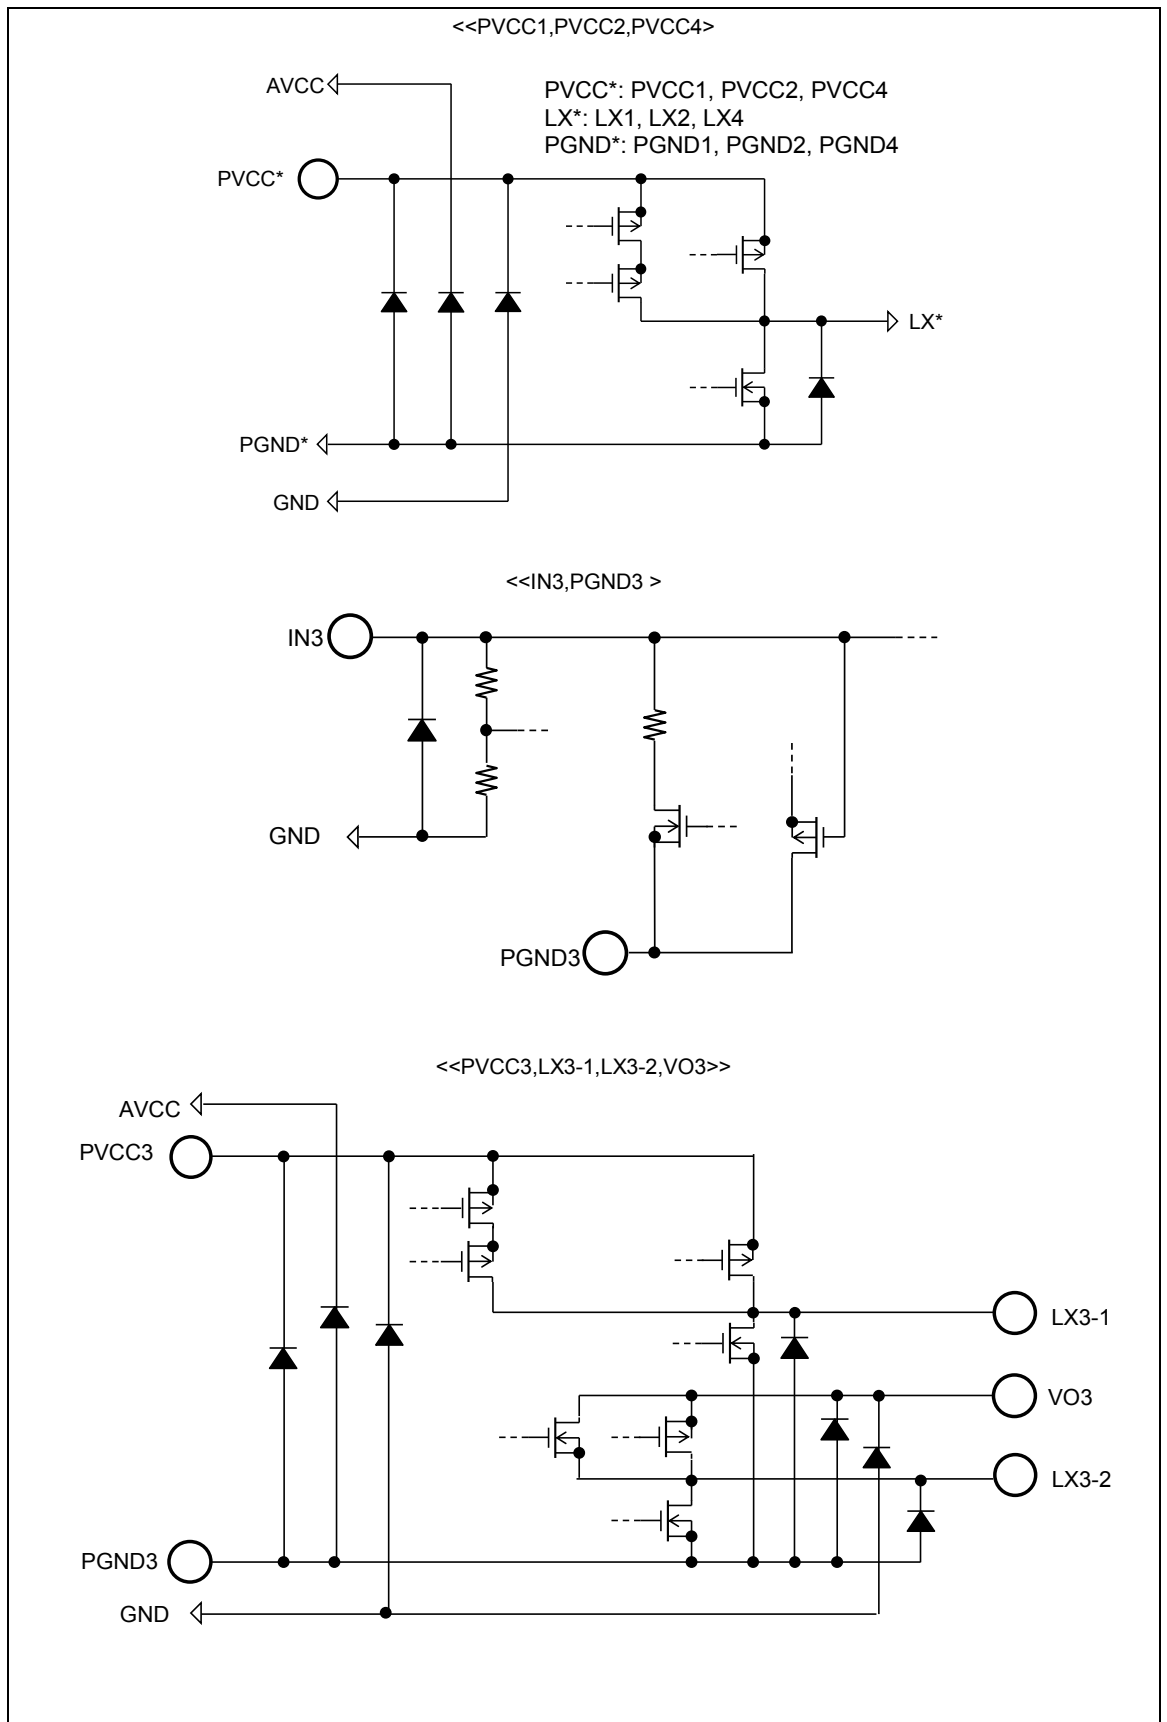 <<PVCC1,PVCC2,PVCC4>
AVCC
PVCC*: PVCC1, PVCC2, PVCC4
LX*: LX1, LX2, LX4
PGND*: PGND1, PGND2, PGND4
PVCC*
LX*
PGND*
GND
<<IN3,PGND3 >
IN3
GND
PGND3
<<PVCC3,LX3-1,LX3-2,VO3>>
AVCC
PVCC3
LX3-1
VO3
LX3-2
PGND3
GND